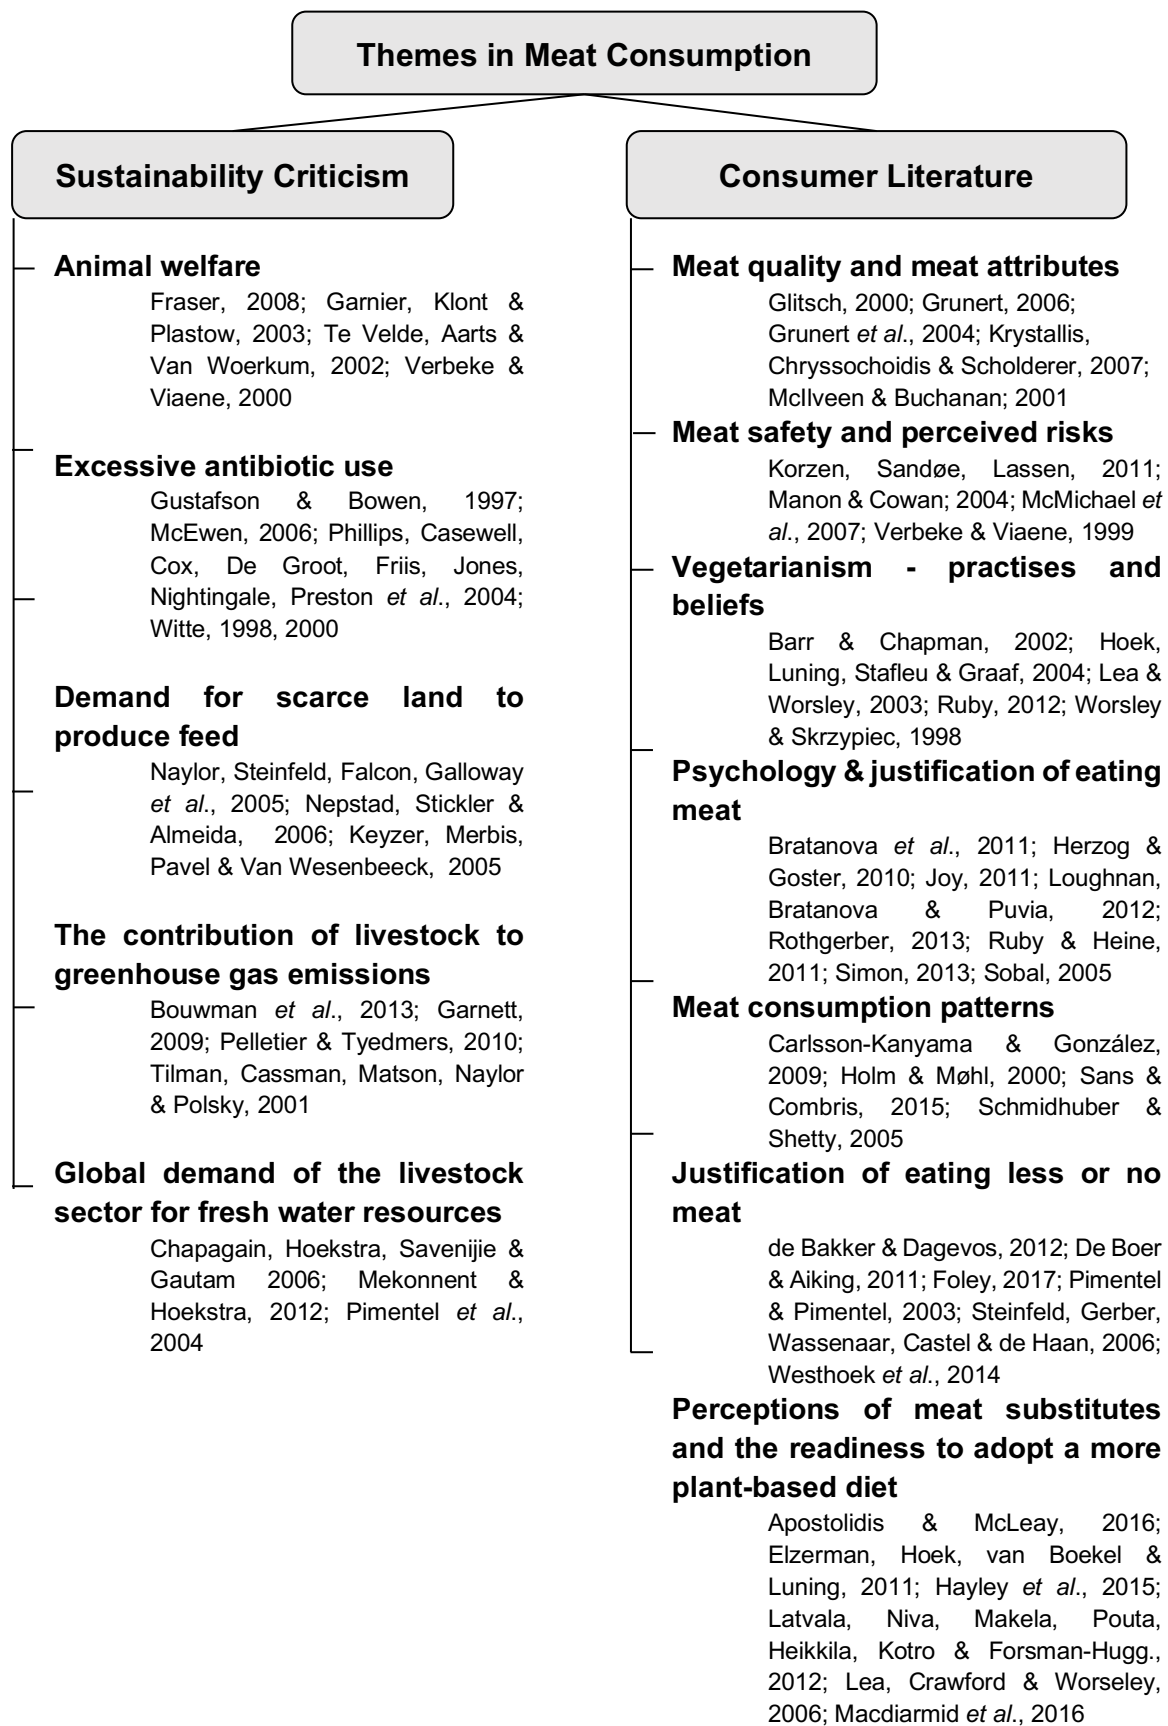 Themes in Meat Consumption
Sustainability Criticism
Animal welfare
Fraser, 2008; Garnier, Klont &
Plastow, 2003; Te Velde, Aarts &
Van Woerkum, 2002; Verbeke &
Viaene, 2000
Excessive antibiotic use
Gustafson & Bowen, 1997;
McEwen, 2006; Phillips, Casewell,
Cox, De Groot, Friis, Jones,
Nightingale, Preston et al., 2004;
Witte, 1998, 2000
Demand for scarce land to
produce feed
Naylor, Steinfeld, Falcon, Galloway
et al., 2005; Nepstad, Stickler &
Almeida, 2006; Keyzer, Merbis,
Pavel & Van Wesenbeeck, 2005
The contribution of livestock to
greenhouse gas emissions
Bouwman et al., 2013; Garnett,
2009; Pelletier & Tyedmers, 2010;
Tilman, Cassman, Matson, Naylor
& Polsky, 2001
Global demand of the livestock
sector for fresh water resources
Chapagain, Hoekstra, Savenijie &
Gautam 2006; Mekonnent &
Hoekstra, 2012; Pimentel et al.,
2004
Consumer Literature
Meat quality and meat attributes
Glitsch, 2000; Grunert, 2006;
Grunert et al., 2004; Krystallis,
Chryssochoidis & Scholderer, 2007;
McIlveen & Buchanan; 2001
Meat safety and perceived risks
Korzen, Sandøe, Lassen, 2011;
Manon & Cowan; 2004; McMichael et
al., 2007; Verbeke & Viaene, 1999
Vegetarianism - practises and
beliefs
Barr & Chapman, 2002; Hoek,
Luning, Stafleu & Graaf, 2004; Lea &
Worsley, 2003; Ruby, 2012; Worsley
& Skrzypiec, 1998
Psychology & justification of eating
meat
Bratanova et al., 2011; Herzog &
Goster, 2010; Joy, 2011; Loughnan,
Bratanova & Puvia, 2012;
Rothgerber, 2013; Ruby & Heine,
2011; Simon, 2013; Sobal, 2005
Meat consumption patterns
Carlsson-Kanyama & González,
2009; Holm & Møhl, 2000; Sans &
Combris, 2015; Schmidhuber &
Shetty, 2005
Justification of eating less or no
meat
de Bakker & Dagevos, 2012; De Boer
& Aiking, 2011; Foley, 2017; Pimentel
& Pimentel, 2003; Steinfeld, Gerber,
Wassenaar, Castel & de Haan, 2006;
Westhoek et al., 2014
Perceptions of meat substitutes
and the readiness to adopt a more
plant-based diet
Apostolidis & McLeay, 2016;
Elzerman, Hoek, van Boekel &
Luning, 2011; Hayley et al., 2015;
Latvala, Niva, Makela, Pouta,
Heikkila, Kotro & Forsman-Hugg.,
2012; Lea, Crawford & Worseley,
2006; Macdiarmid et al., 2016